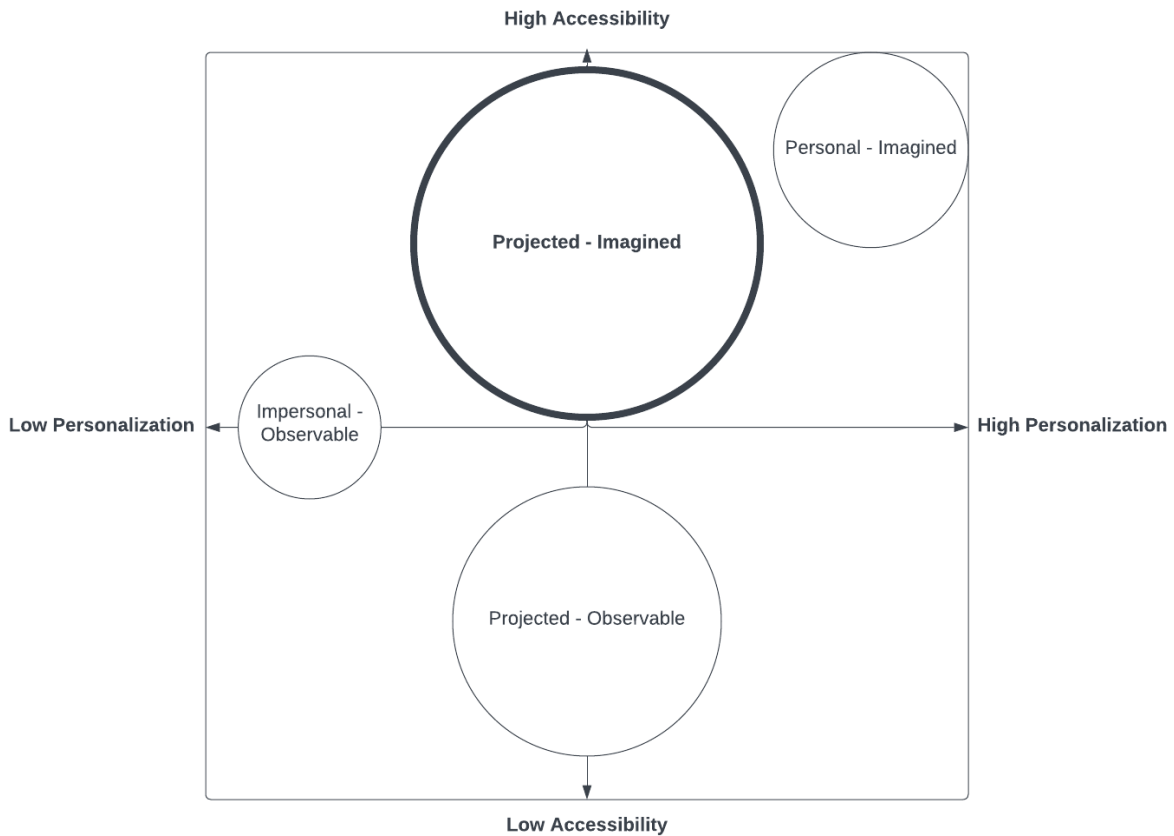 High Accessibility
Personal - Imagined
Projected - Imagined
Impersonal -
Observable
Low Personalization
High Personalization
Projected - Observable
Low Accessibility